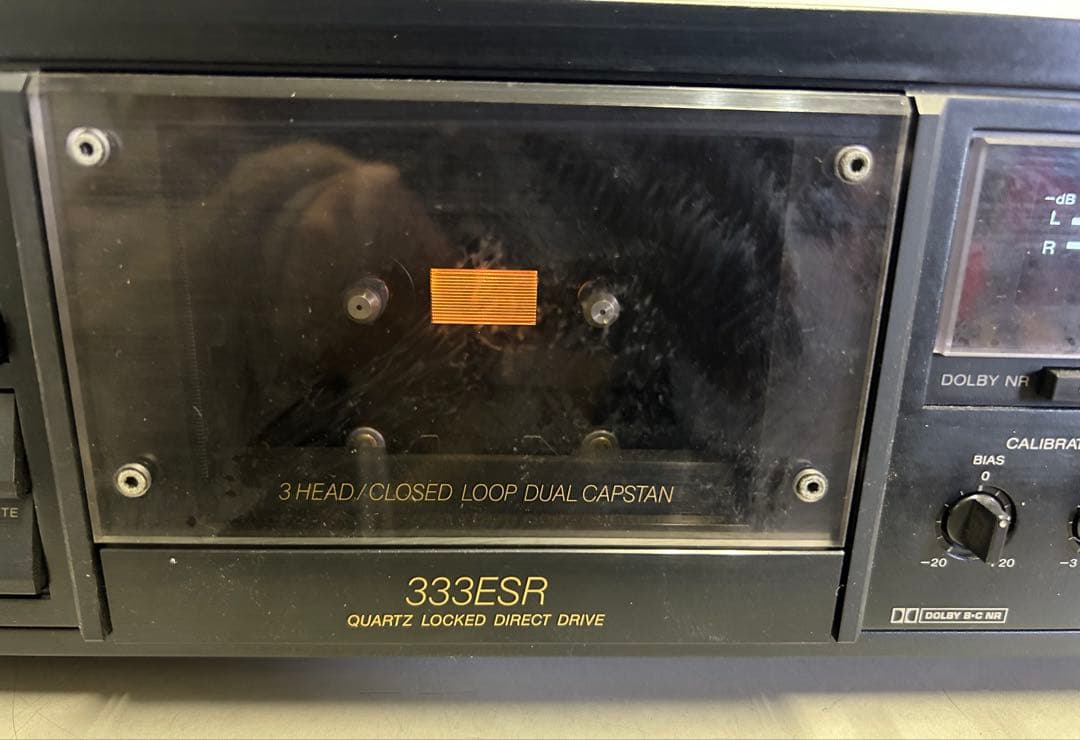 3 HEAD/CLOSED LOOP DUAL CAPSTAN
333ESR
QUARTZ LOCKED DIRECT DRIVE
TE
-dB
L
R
DOLBY NR
CALIBRAT
BIAS
0
-20
20
-3
DOLBY B-C NR